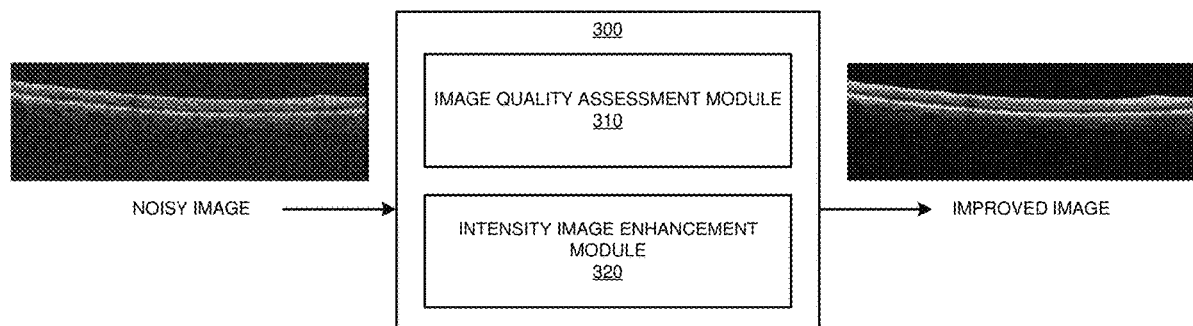 300
IMAGE QUALITY ASSESSMENT MODULE
310
NOISY IMAGE
IMPROVED IMAGE
INTENSITY IMAGE ENHANCEMENT
MODULE
320